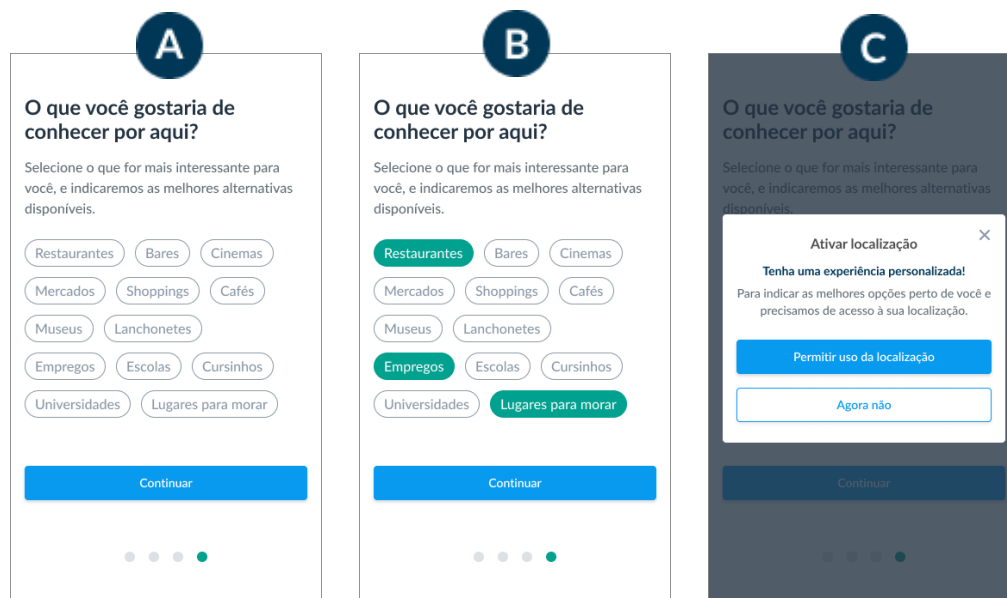 A
O que você gostaria de
conhecer por aqui?
Selecione o que for mais interessante para
você, e indicaremos as melhores alternativas
disponíveis.
Restaurantes Bares Cinemas
Mercados Shoppings Cafés
Museus Lanchonetes
Empregos Escolas Cursinhos
Universidades Lugares para morar
Continuar
B
O que você gostaria de
conhecer por aqui?
Selecione o que for mais interessante para
você, e indicaremos as melhores alternativas
disponíveis.
Restaurantes Bares Cinemas
Mercados Shoppings Cafés
Museus Lanchonetes
Empregos Escolas Cursinhos
Universidades Lugares para morar
Continuar
C
O que você gostaria de
conhecer por aqui?
Selecione o que for mais interessante para
você, e indicaremos as melhores alternativas
disponíveis.
Ativar localização
Tenha uma experiência personalizada!
Para indicar as melhores opções perto de você e
precisamos de acesso à sua localização.
Permitir uso da localização
Agora não
Continuar